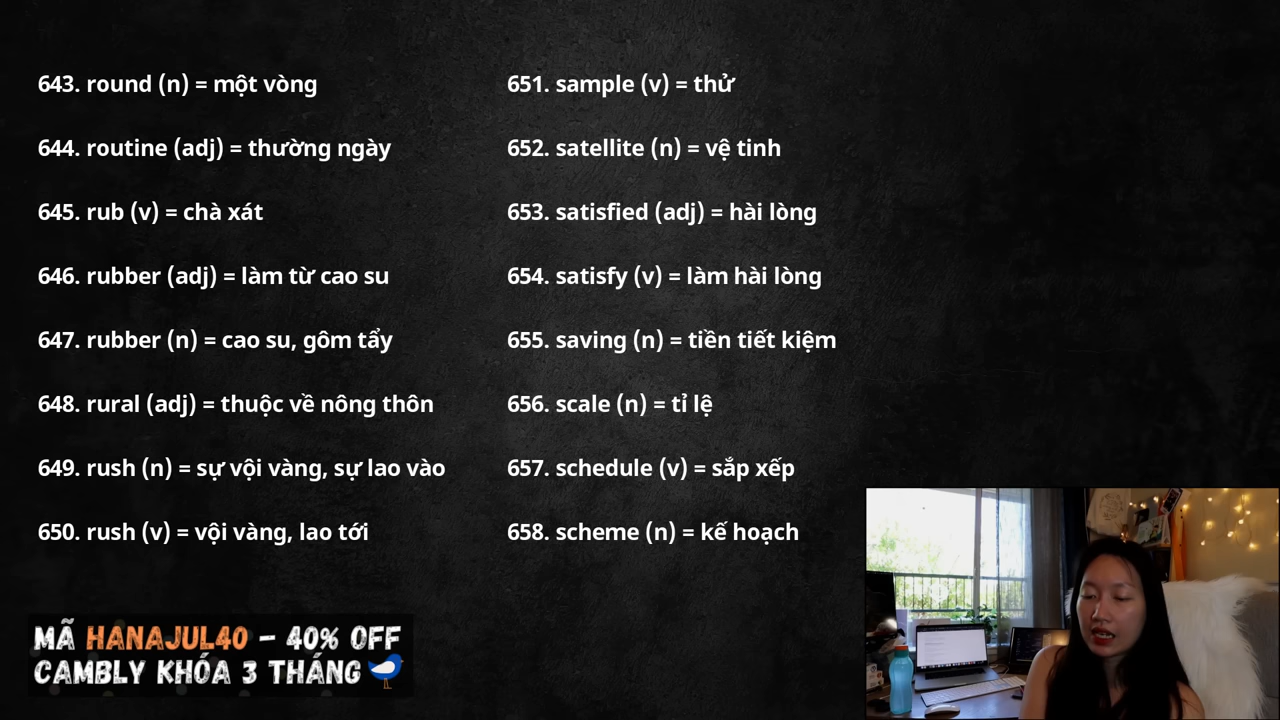 643. round (n) = một vòng
644. routine (adj) = thường ngày
645. rub (v) = chà xát
646. rubber (adj) = làm từ cao su
647. rubber (n) = cao su, gôm tẩy
648. rural (adj) = thuộc về nông thôn
649. rush (n) = sự vội vàng, sự lao vào
650. rush (v) = vội vàng, lao tới
651. sample (v) = thử
652. satellite (n) = vệ tinh
653. satisfied (adj) = hài lòng
654. satisfy (v) = làm hài lòng
655. saving (n) = tiền tiết kiệm
656. scale (n) = tỉ lệ
657. schedule (v) = sắp xếp
658. scheme (n) = kế hoạch
MÃ HANAJUL40 – 40% OFF
CAMBLY KHÓA 3 THÁNG